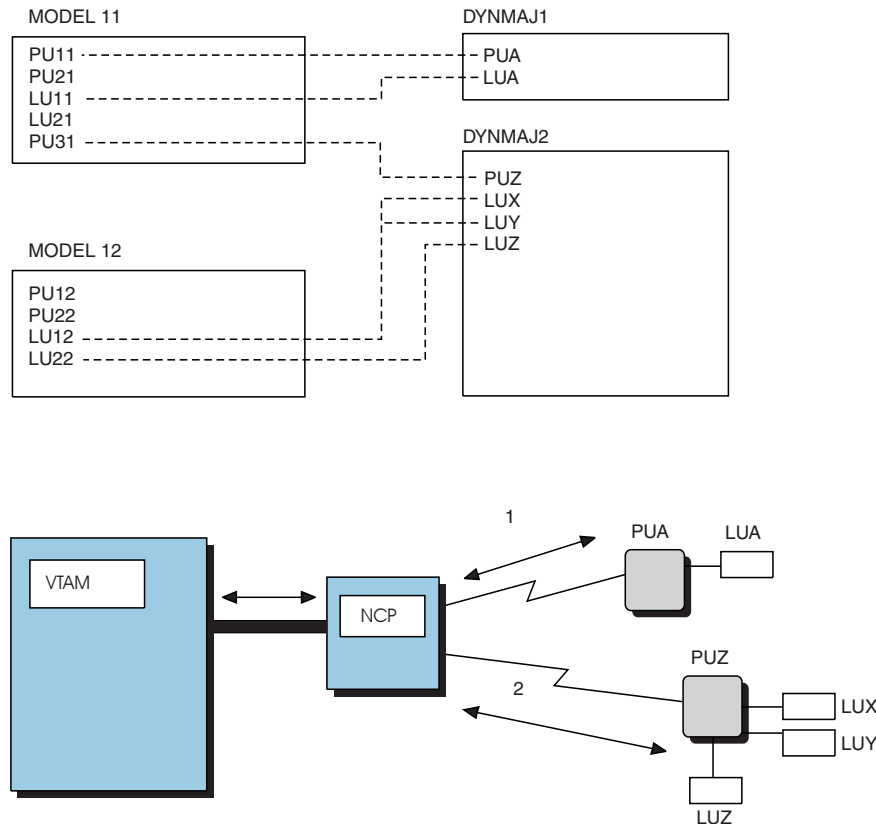 MODEL 11
PU11
PU21
LU11
LU21
PU31
DYNMAJ1
PUA
LUA
DYNMAJ2
PUZ
LUX
LUY
LUZ
MODEL 12
PU12
PU22
LU12
LU22
VTAM
NCP
1
PUA
LUA
2
PUZ
LUX
LUY
LUZ